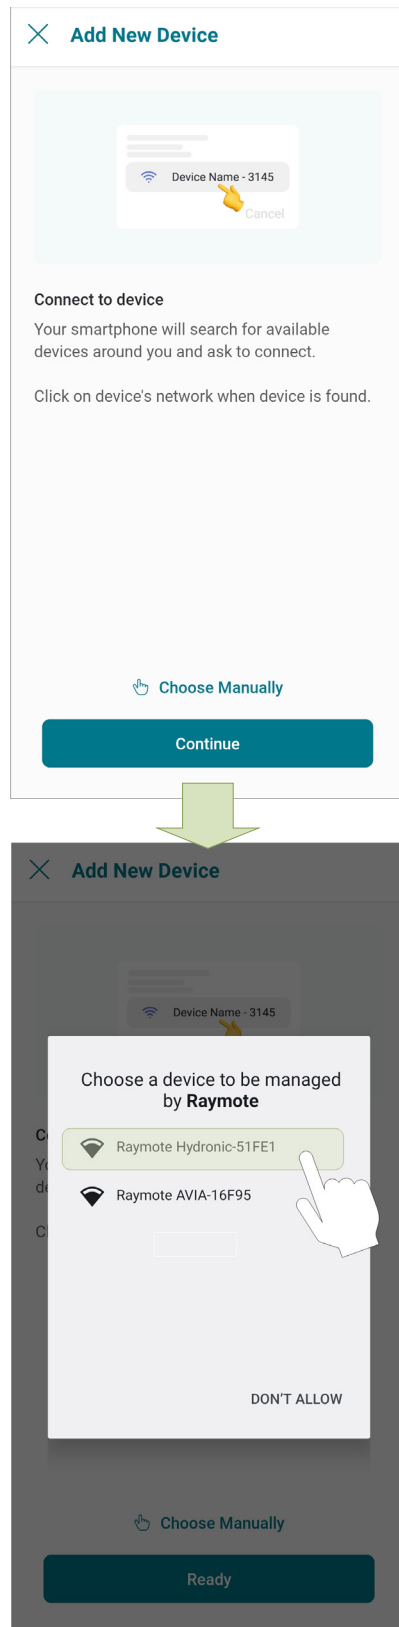 Add New Device
Device Name - 3145
Cancel
Connect to device
Your smartphone will search for available
devices around you and ask to connect.
Click on device's network when device is found.
Choose Manually
Continue
Add New Device
Device Name - 3145
Choose a device to be managed
by Raymote
C
Raymote Hydronic-51FE1
Yo
de
Raymote AVIA-16F95
Cl
DON'T ALLOW
Choose Manually
Ready